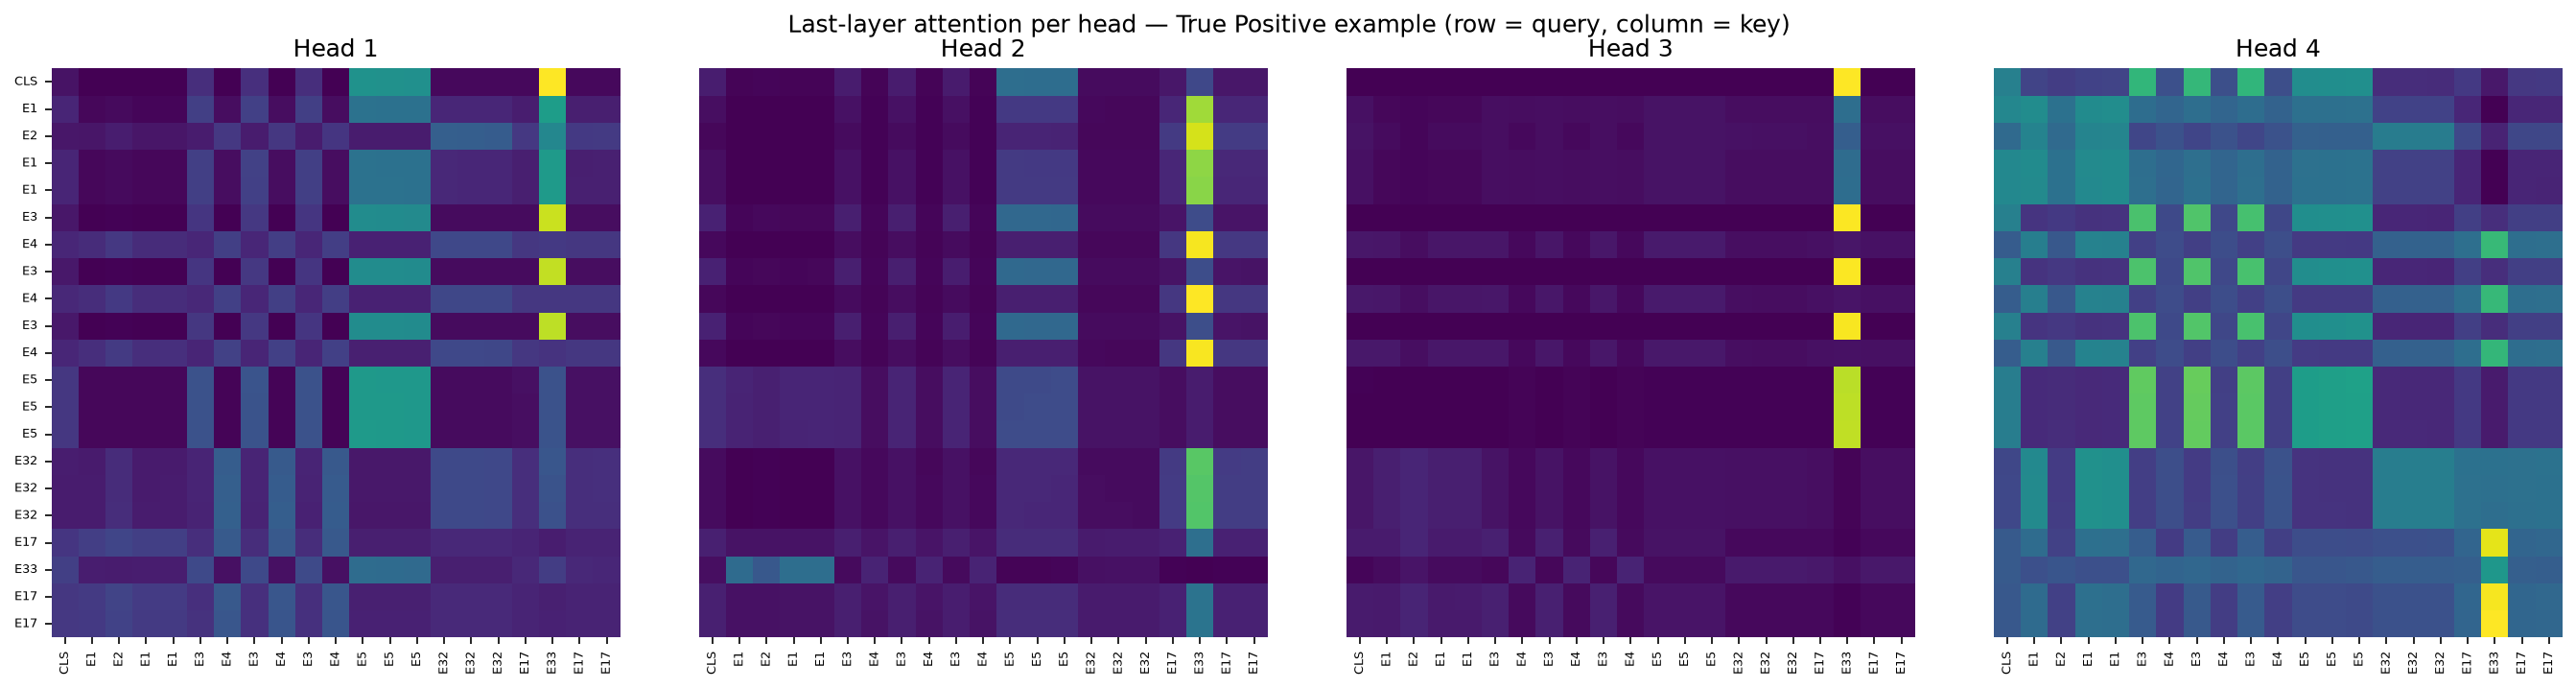 Last-layer attention per head — True Positive example (row = query, column = key)
Head 1 Head 2 Head 3 Head 4
CLS
E1
E2
E1
E1
E3
E4
E3
E4
E3
E4
E5
E5
E5
E32
E32
E32
E17
E33
E17
E17
CLS E1 E2 E1 E1 E3 E4 E3 E4 E3 E4 E5 E5 E5 E32 E32 E32 E17 E33 E17 E17
CLS E1 E2 E1 E1 E3 E4 E3 E4 E3 E4 E5 E5 E5 E32 E32 E32 E17 E33 E17 E17
CLS E1 E2 E1 E1 E3 E4 E3 E4 E3 E4 E5 E5 E5 E32 E32 E32 E17 E33 E17 E17
CLS E1 E2 E1 E1 E3 E4 E3 E4 E3 E4 E5 E5 E5 E32 E32 E32 E17 E33 E17 E17